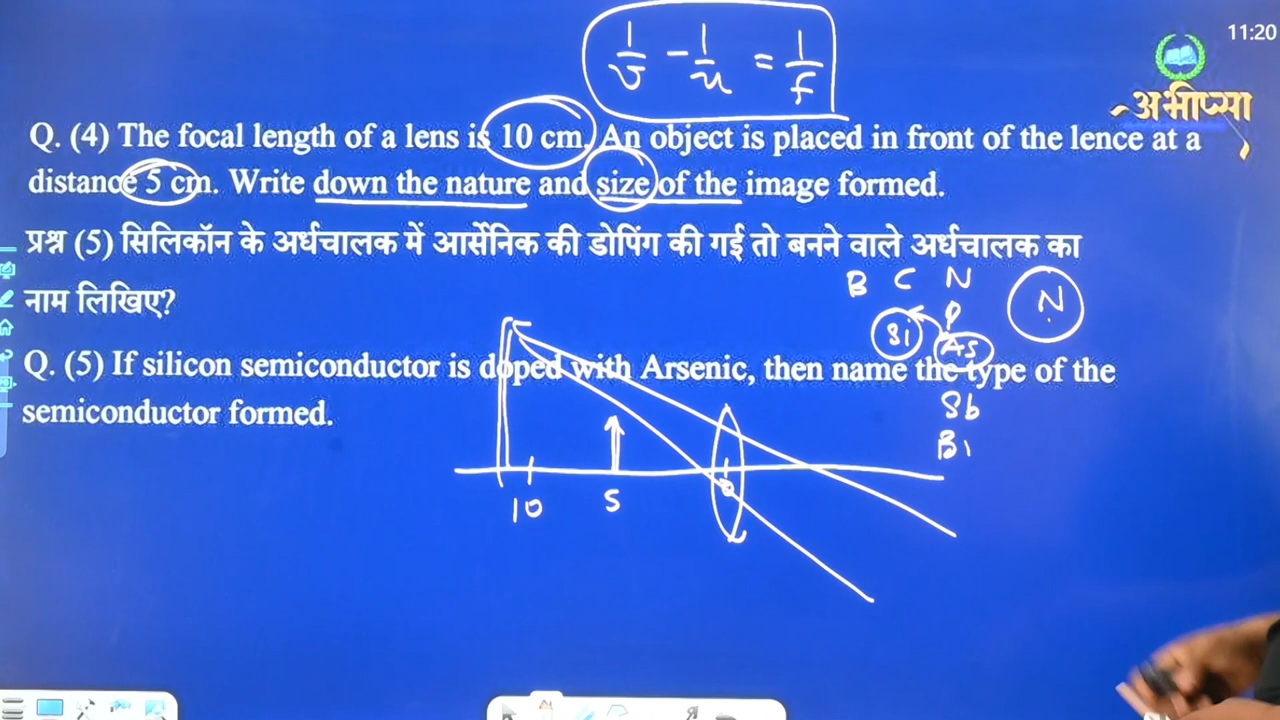 1/v - 1/u = 1/f
11:20
अभीप्सा
Q. (4) The focal length of a lens is 10 cm. An object is placed in front of the lence at a
distance 5 cm. Write down the nature and size of the image formed.
प्रश्न (5) सिलिकॉन के अर्धचालक में आर्सेनिक की डोपिंग की गई तो बनने वाले अर्धचालक का
नाम लिखिए?
B C N
N
P
Si As
Q. (5) If silicon semiconductor is doped with Arsenic, then name the type of the
semiconductor formed.
Sb
Bi
10 5